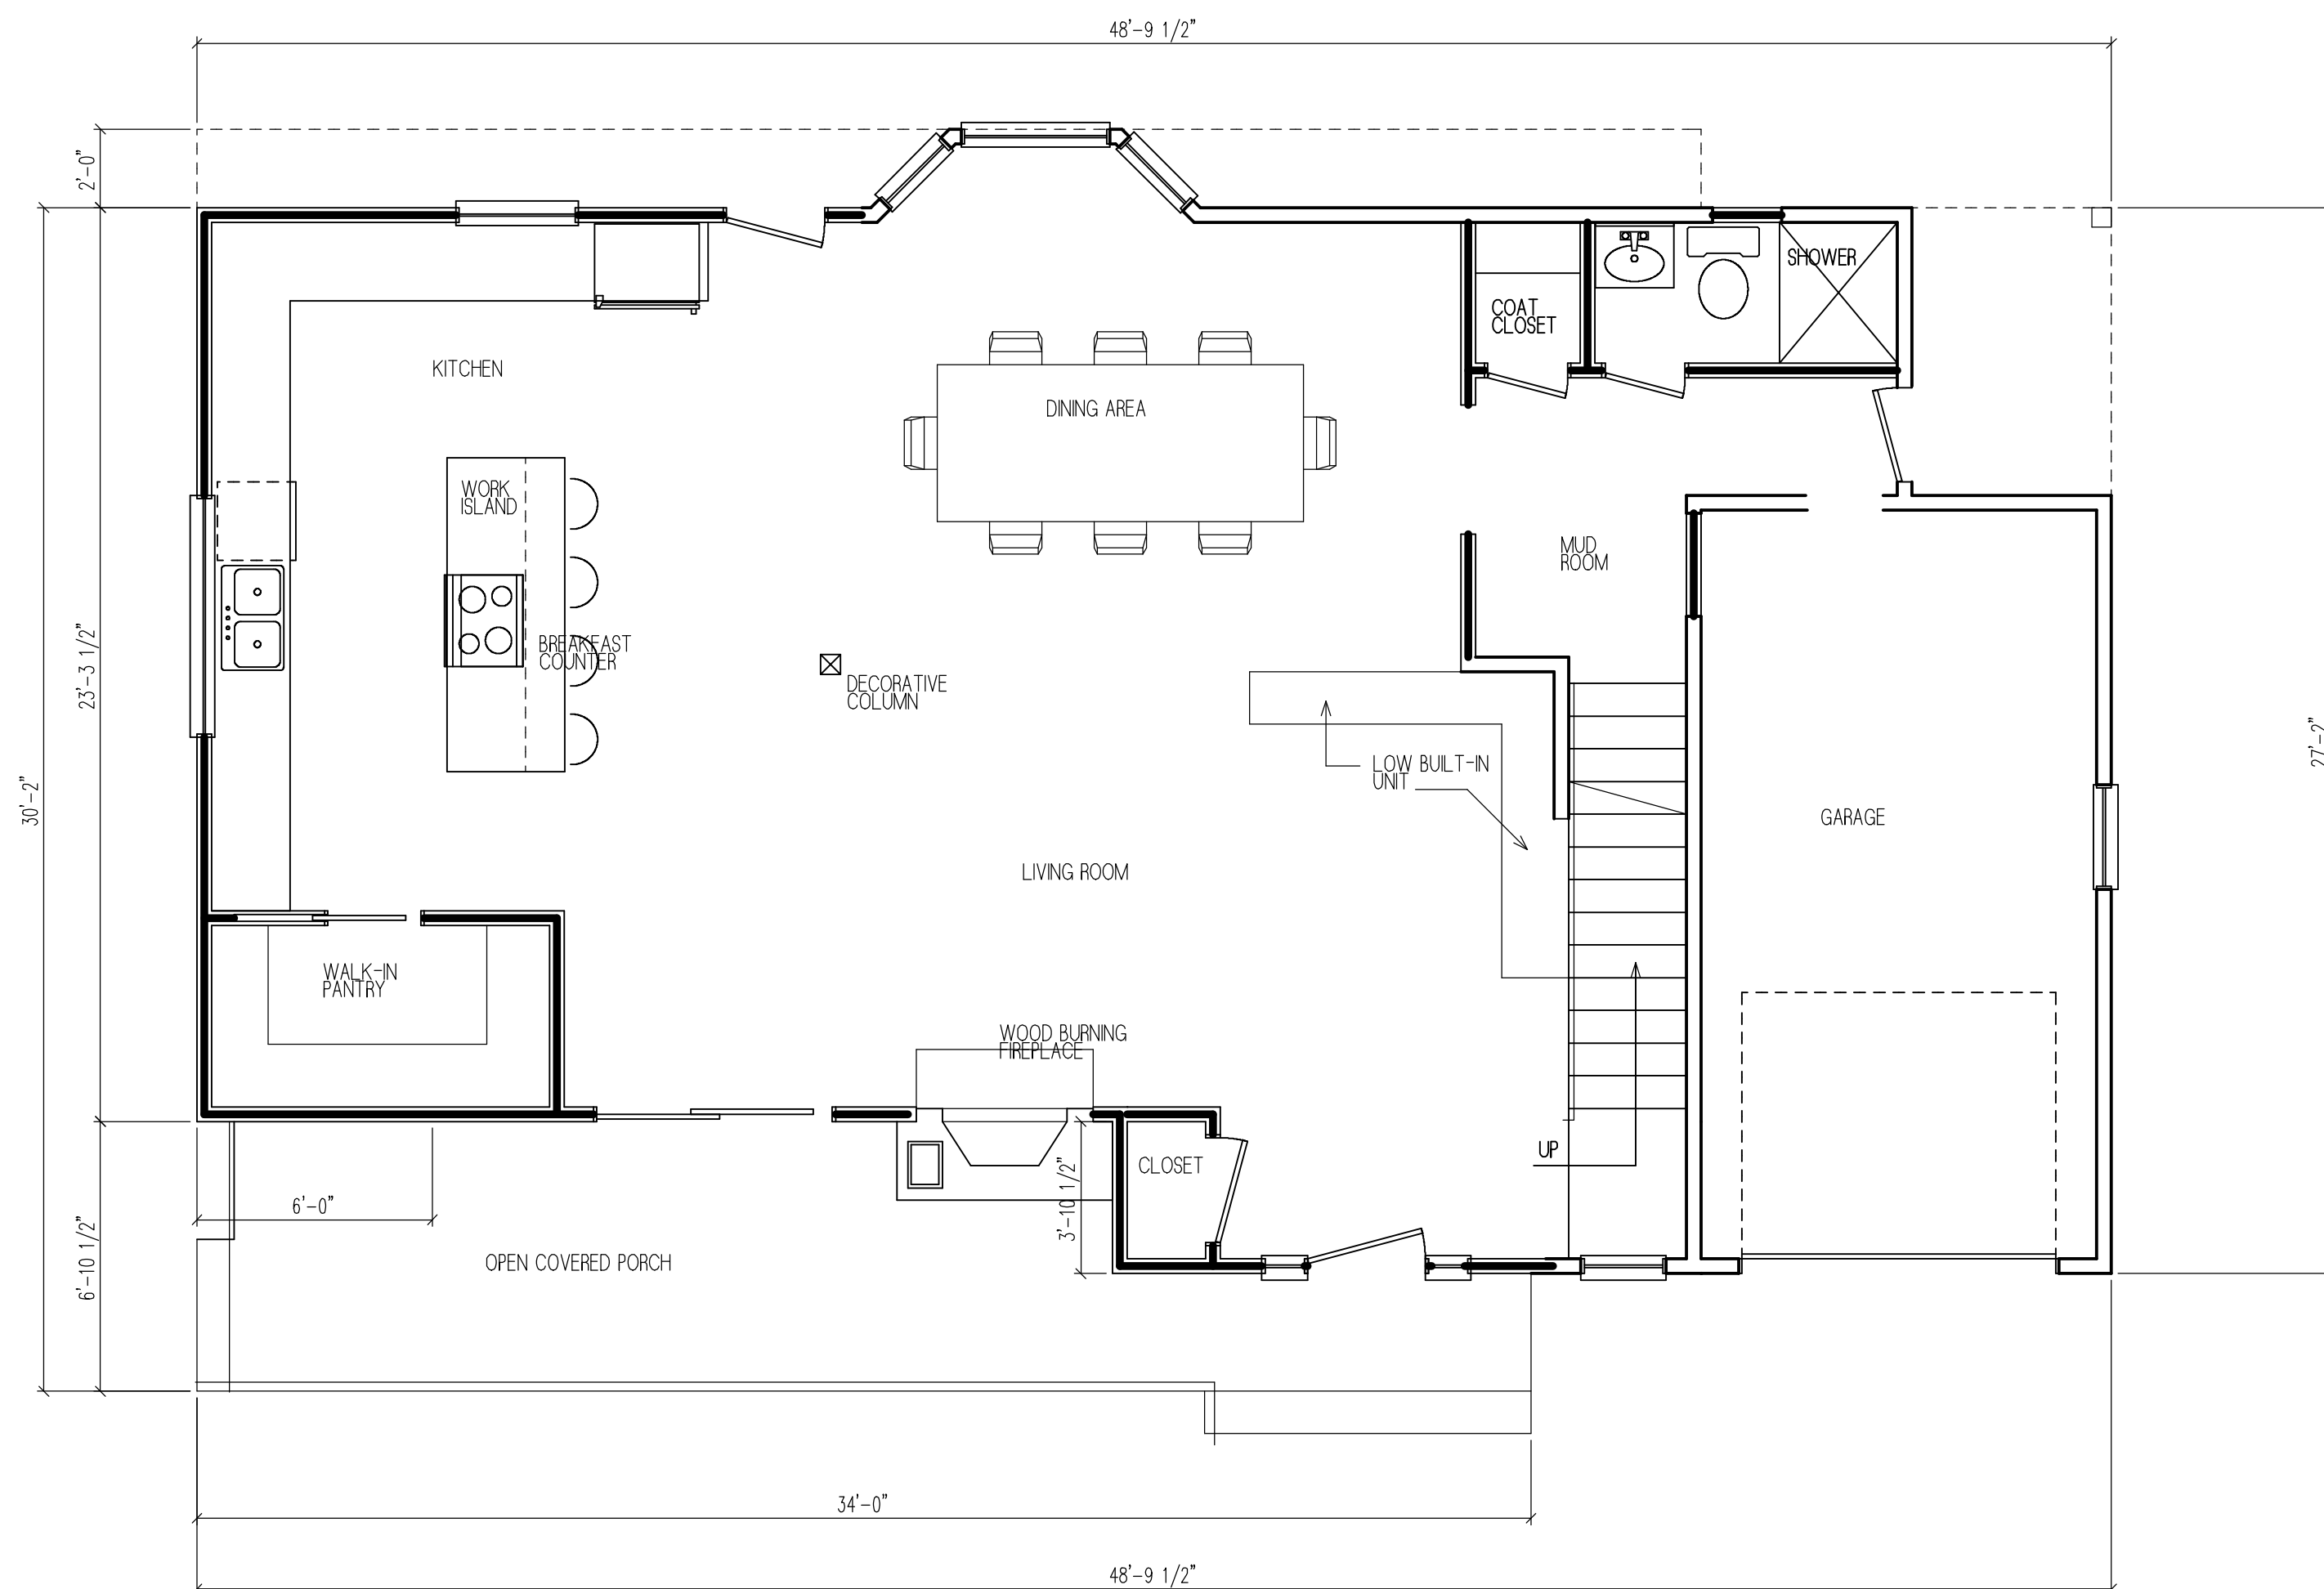 48'-9 1/2"
2'-0"
SHOWER
COAT
CLOSET
KITCHEN
DINING AREA
WORK
ISLAND
MUD
ROOM
BREAKFAST
COUNTER
23'-3 1/2"
DECORATIVE
COLUMN
27'-2"
LOW BUILT-IN
UNIT
30'-2"
GARAGE
LIVING ROOM
WALK-IN
PANTRY
WOOD BURNING
FIREPLACE
UP
CLOSET
3'-10 1/2"
6'-0"
6'-10 1/2"
OPEN COVERED PORCH
34'-0"
48'-9 1/2"